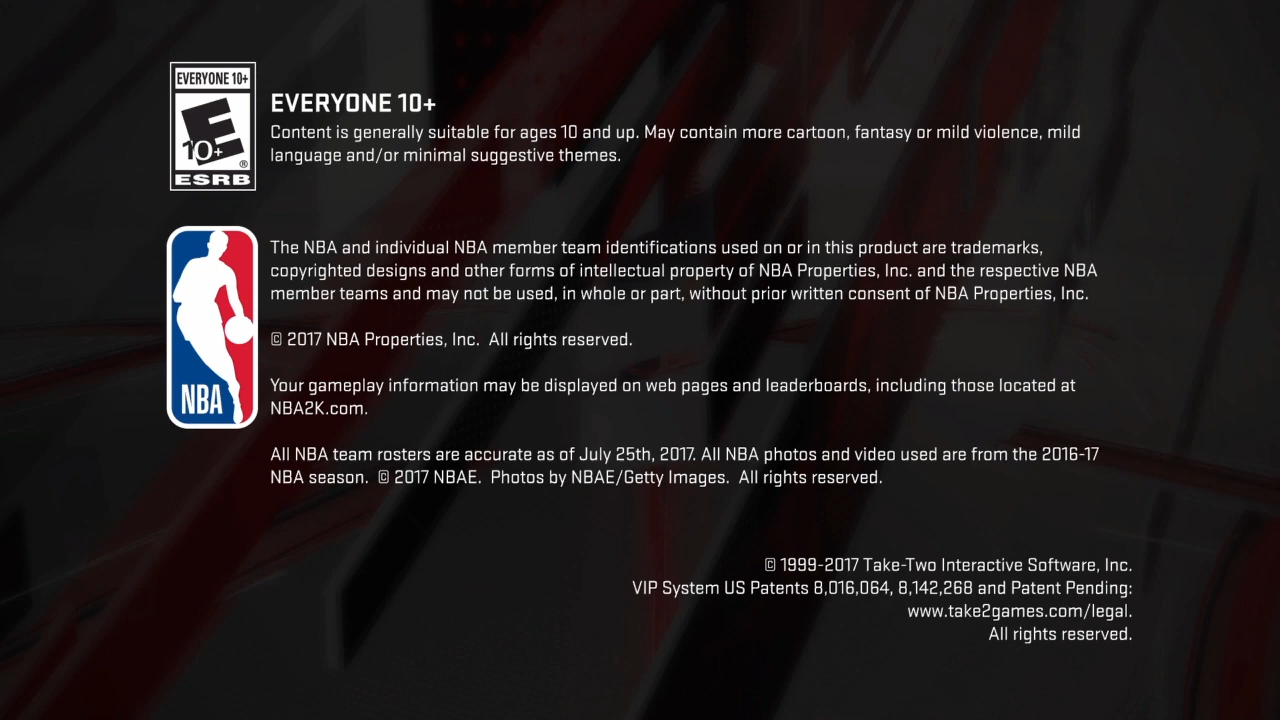 EVERYONE 10+
E
10+
®
ESRB
EVERYONE 10+
Content is generally suitable for ages 10 and up. May contain more cartoon, fantasy or mild violence, mild
language and/or minimal suggestive themes.
NBA
The NBA and individual NBA member team identifications used on or in this product are trademarks,
copyrighted designs and other forms of intellectual property of NBA Properties, Inc. and the respective NBA
member teams and may not be used, in whole or part, without prior written consent of NBA Properties, Inc.
© 2017 NBA Properties, Inc. All rights reserved.
Your gameplay information may be displayed on web pages and leaderboards, including those located at
NBA2K.com.
All NBA team rosters are accurate as of July 25th, 2017. All NBA photos and video used are from the 2016-17
NBA season. © 2017 NBAE. Photos by NBAE/Getty Images. All rights reserved.
© 1999-2017 Take-Two Interactive Software, Inc.
VIP System US Patents 8,016,064, 8,142,268 and Patent Pending:
www.take2games.com/legal.
All rights reserved.